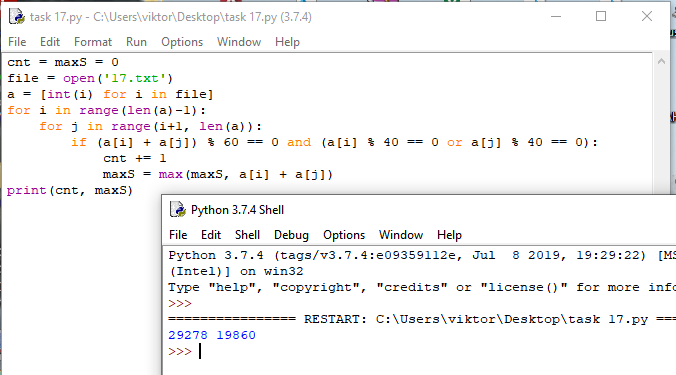 task 17.py - C:\Users\viktor\Desktop\task 17.py (3.7.4)
File Edit Format Run Options Window Help
cnt = maxS = 0
file = open('17.txt')
a = [int(i) for i in file]
for i in range(len(a)-1):
    for j in range(i+1, len(a)):
        if (a[i] + a[j]) % 60 == 0 and (a[i] % 40 == 0 or a[j] % 40 == 0):
            cnt += 1
            maxS = max(maxS, a[i] + a[j])
print(cnt, maxS)
Python 3.7.4 Shell
File Edit Shell Debug Options Window Help
Python 3.7.4 (tags/v3.7.4:e09359112e, Jul  8 2019, 19:29:22) [MS
(Intel)] on win32
Type "help", "copyright", "credits" or "license()" for more info
>>>
================ RESTART: C:\Users\viktor\Desktop\task 17.py ===
29278 19860
>>>